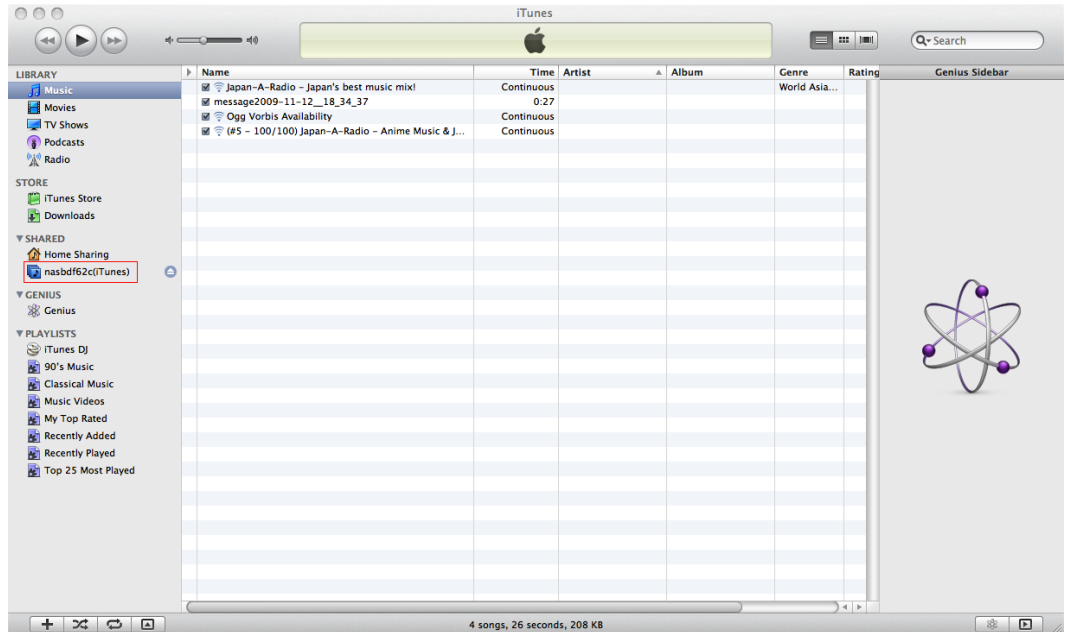 iTunes
Search
LIBRARY
Music
Movies
TV Shows
Podcasts
Radio
STORE
iTunes Store
Downloads
SHARED
Home Sharing
nasbdf62c(iTunes)
GENIUS
Genius
PLAYLISTS
iTunes DJ
90's Music
Classical Music
Music Videos
My Top Rated
Recently Added
Recently Played
Top 25 Most Played
Name Time Artist Album Genre Rating
Japan-A-Radio - Japan's best music mix! Continuous World Asia...
message2009-11-12__18_34_37 0:27
Ogg Vorbis Availability Continuous
(#5 - 100/100) Japan-A-Radio - Anime Music & J... Continuous
Genius Sidebar
4 songs, 26 seconds, 208 KB